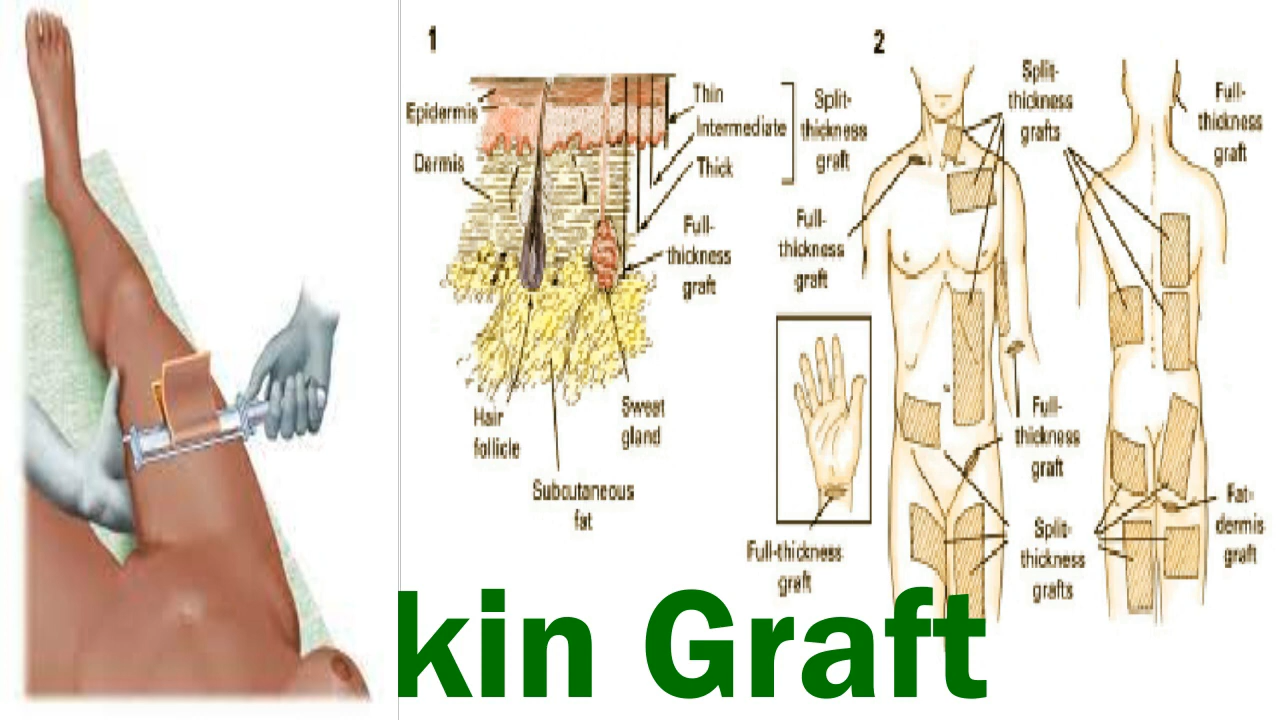 1
Epidermis
Dermis
Thin
Intermediate
Thick
Split-
thickness
graft
Full-
thickness
graft
Hair
follicle
Sweat
gland
Subcutaneous
fat
2
Split-
thickness
grafts
Full-
thickness
graft
Full-
thickness
graft
Full-
thickness
graft
Split-
thickness
grafts
Fat-
dermis
graft
Full-thickness
graft
kin Graft